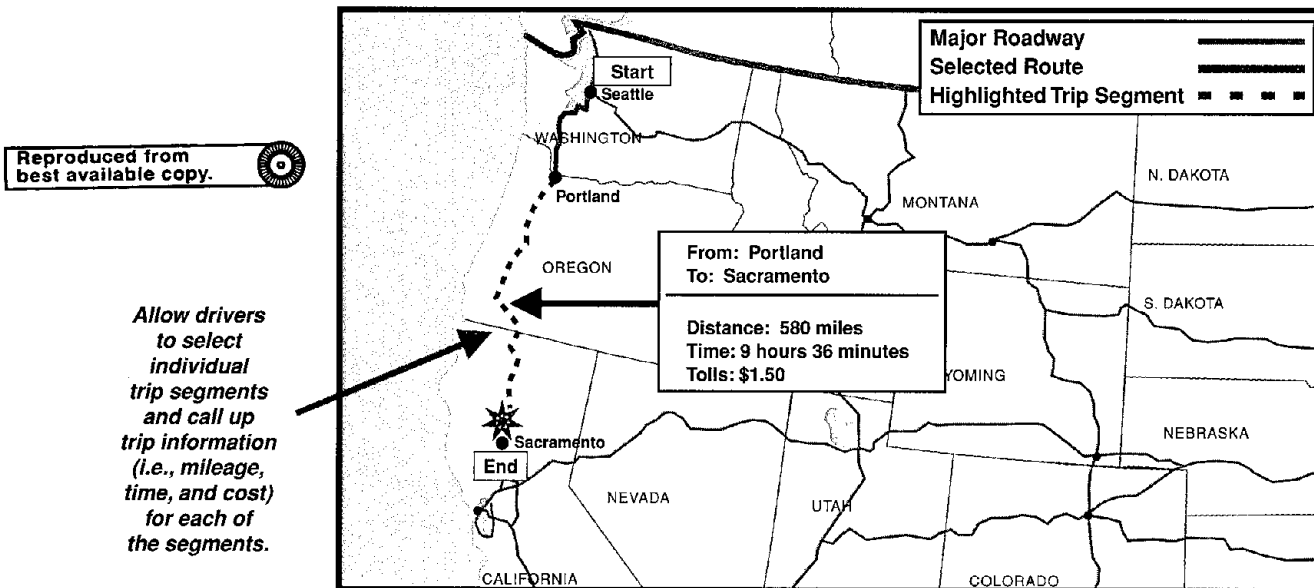 Reproduced from
best available copy.
Allow drivers
to select
individual
trip segments
and call up
trip information
(i.e., mileage,
time, and cost)
for each of
the segments.
Major Roadway
Selected Route
Highlighted Trip Segment
Start
Seattle
WASHINGTON
Portland
MONTANA
N. DAKOTA
OREGON
From: Portland
To: Sacramento
Distance: 580 miles
Time: 9 hours 36 minutes
Tolls: $1.50
S. DAKOTA
YOMING
NEBRASKA
Sacramento
End
NEVADA
UTAH
CALIFORNIA
COLORADO